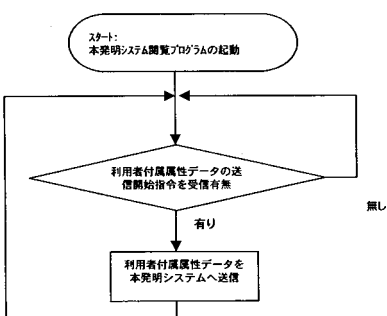 スタート:
本発明システム閲覧プログラムの起動
利用者付属属性データの送
信開始指令を受信有無
無し
有り
利用者付属属性データを
本発明システムへ送信